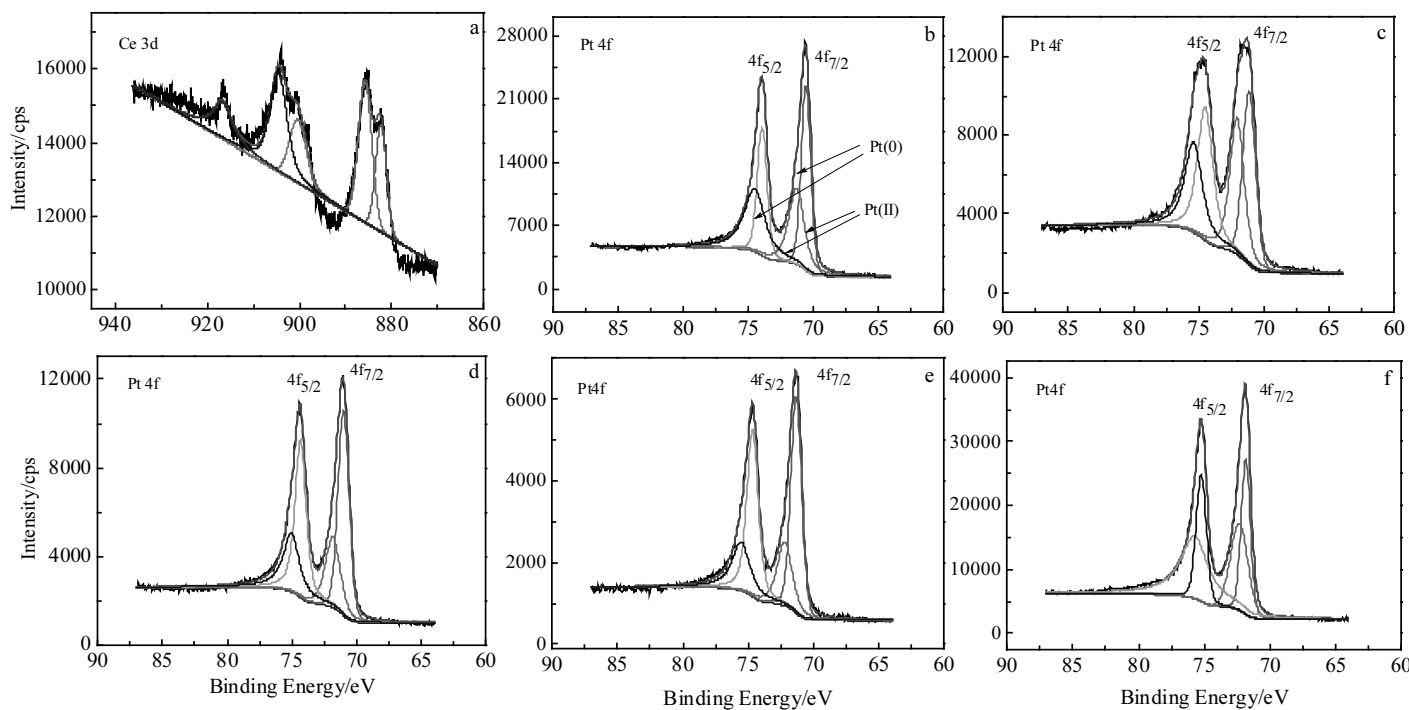 a
Ce 3d
16000
14000
12000
10000
Intensity/cps
940 920 900 880 860
b
Pt 4f
4f5/2
4f7/2
Pt(0)
Pt(II)
28000
21000
14000
7000
0
90 85 80 75 70 65 60
c
Pt 4f
4f5/2
4f7/2
12000
8000
4000
0
90 85 80 75 70 65 60
d
Pt 4f
4f5/2
4f7/2
12000
8000
4000
0
Intensity/cps
90 85 80 75 70 65 60
Binding Energy/eV
e
Pt4f
4f5/2
4f7/2
6000
4000
2000
0
90 85 80 75 70 65 60
Binding Energy/eV
f
Pt4f
4f5/2
4f7/2
40000
30000
20000
10000
0
90 85 80 75 70 65 60
Binding Energy/eV